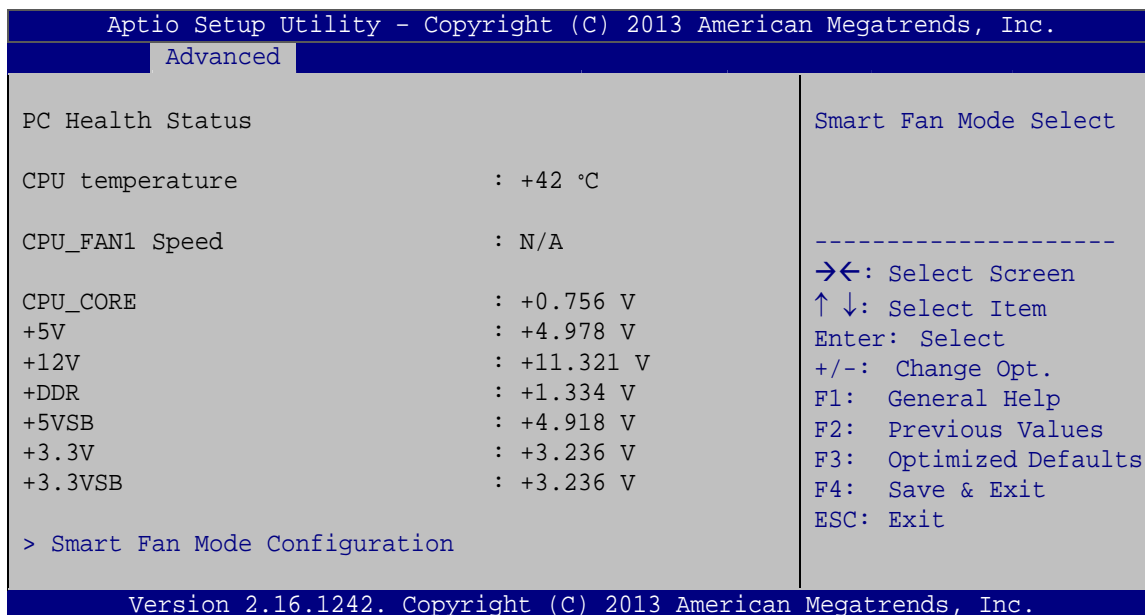 Aptio Setup Utility – Copyright (C) 2013 American Megatrends, Inc.
Advanced
PC Health Status
CPU temperature : +42 °C
CPU_FAN1 Speed : N/A
CPU_CORE : +0.756 V
+5V : +4.978 V
+12V : +11.321 V
+DDR : +1.334 V
+5VSB : +4.918 V
+3.3V : +3.236 V
+3.3VSB : +3.236 V
> Smart Fan Mode Configuration
Smart Fan Mode Select
---------------------
→←: Select Screen
↑ ↓: Select Item
Enter: Select
+/-: Change Opt.
F1: General Help
F2: Previous Values
F3: Optimized Defaults
F4: Save & Exit
ESC: Exit
Version 2.16.1242. Copyright (C) 2013 American Megatrends, Inc.